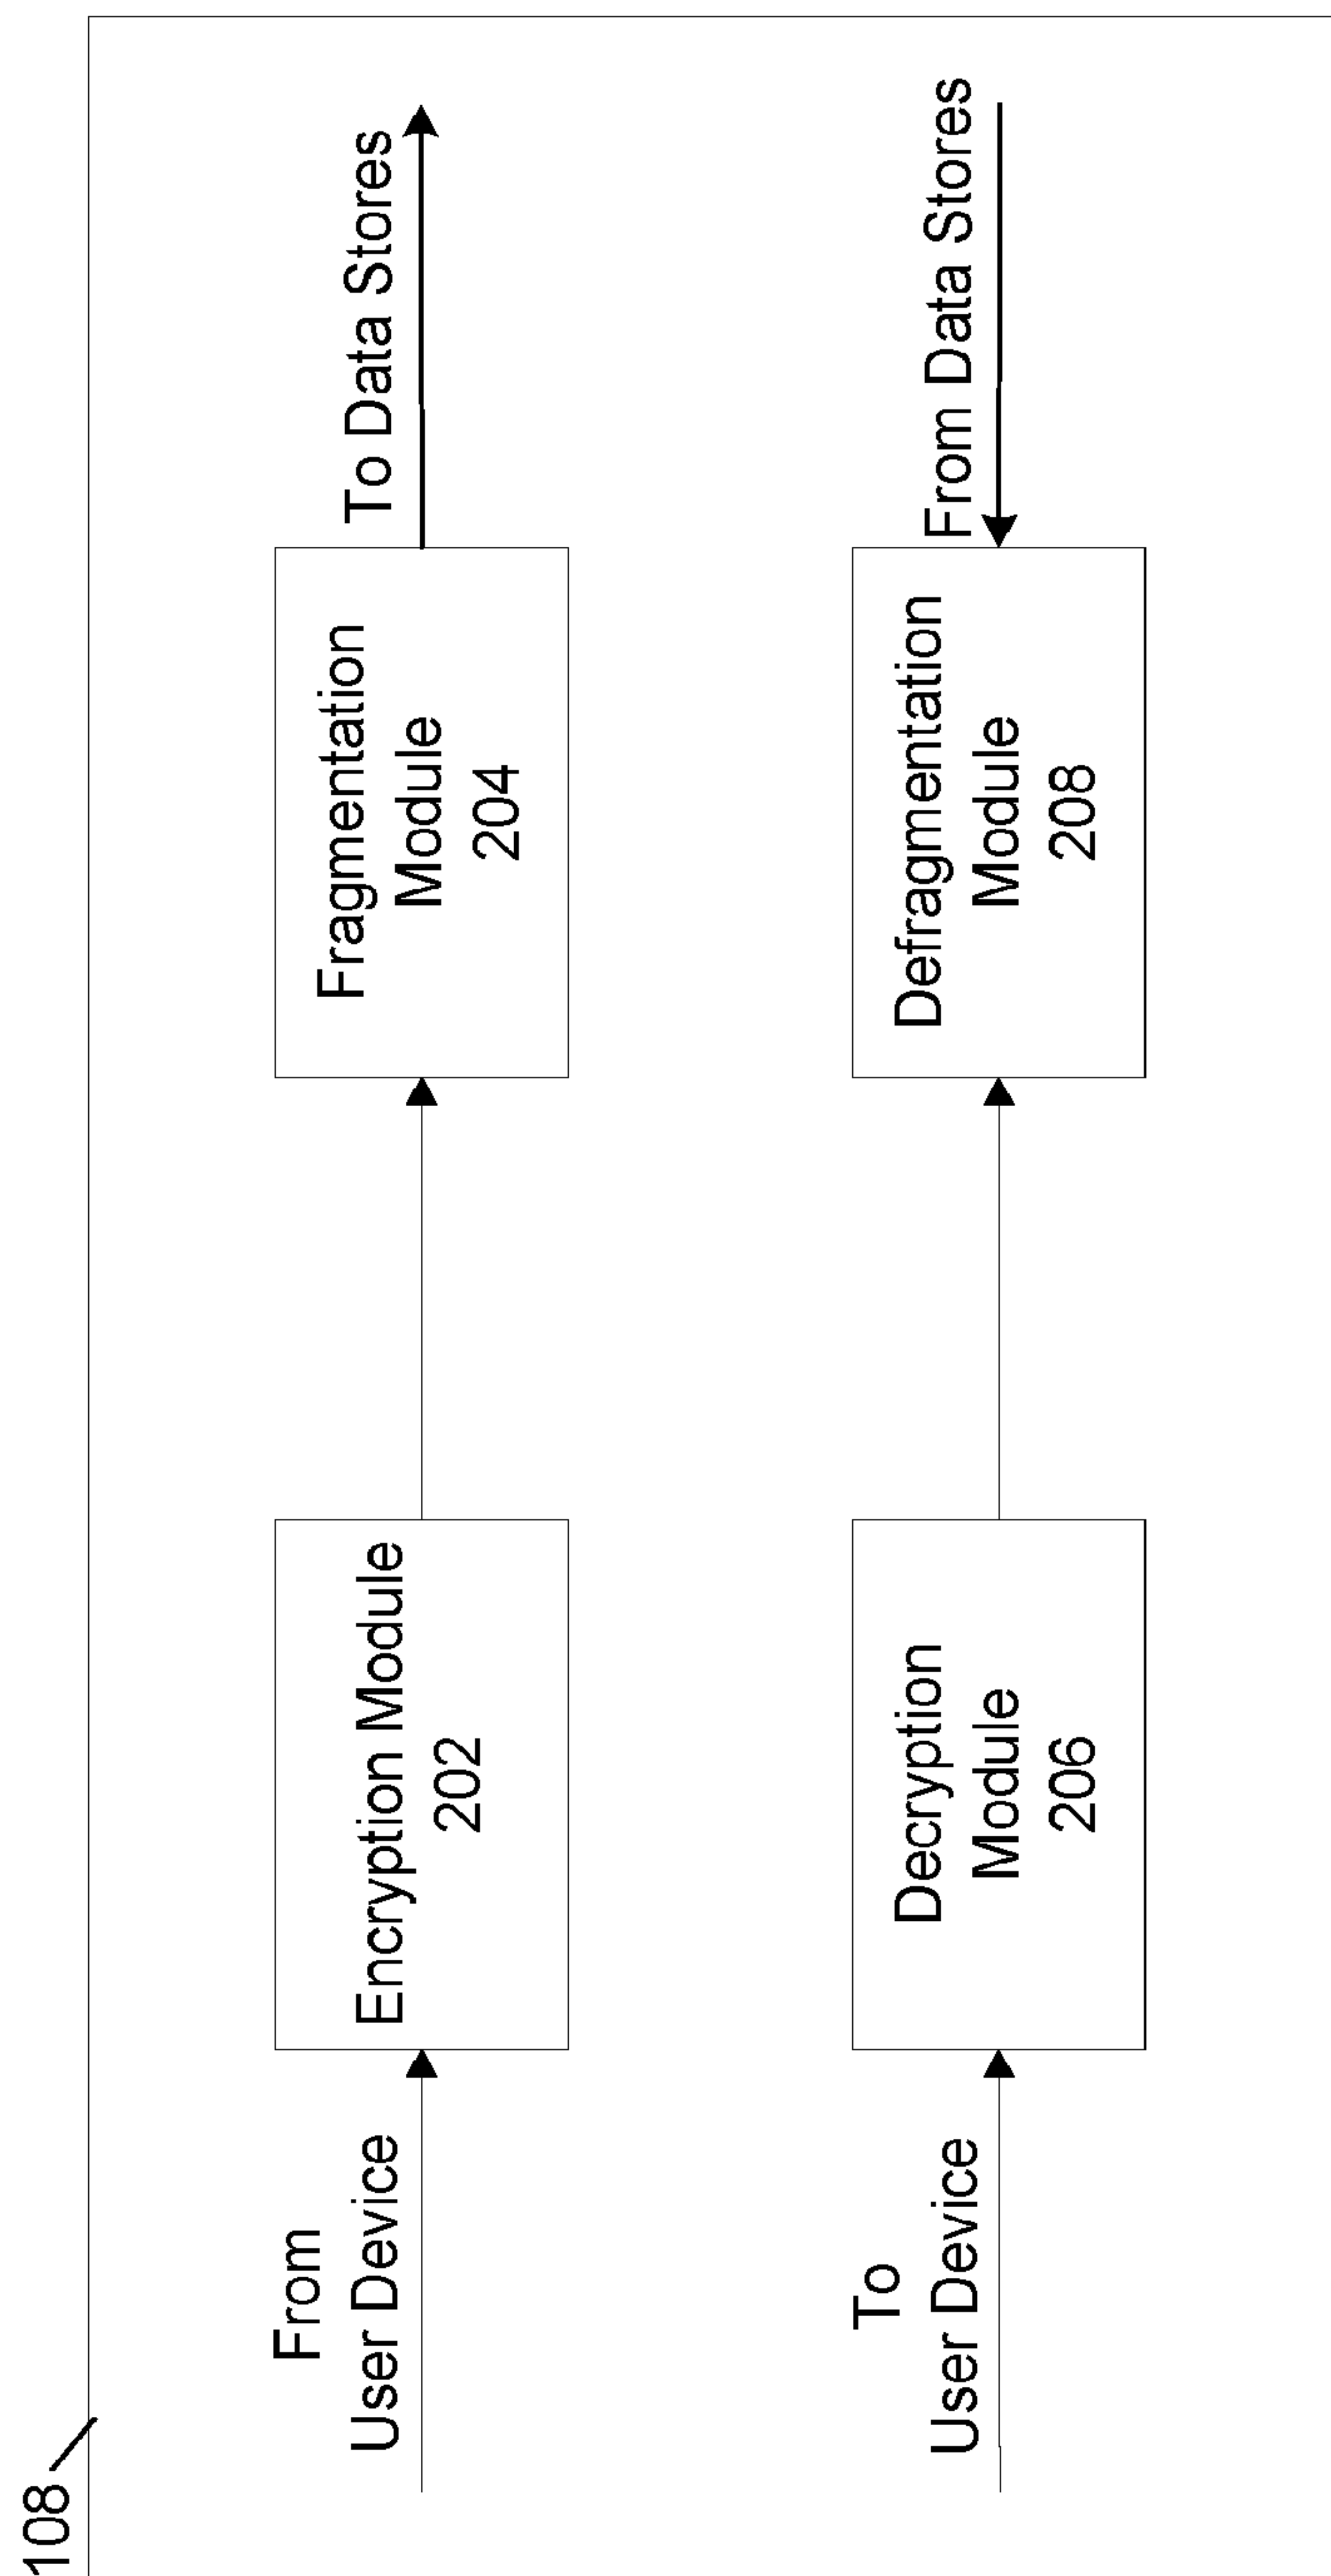 108
From
User Device
Encryption Module
202
Fragmentation
Module
204
To Data Stores
To
User Device
Decryption
Module
206
Defragmentation
Module
208
From Data Stores